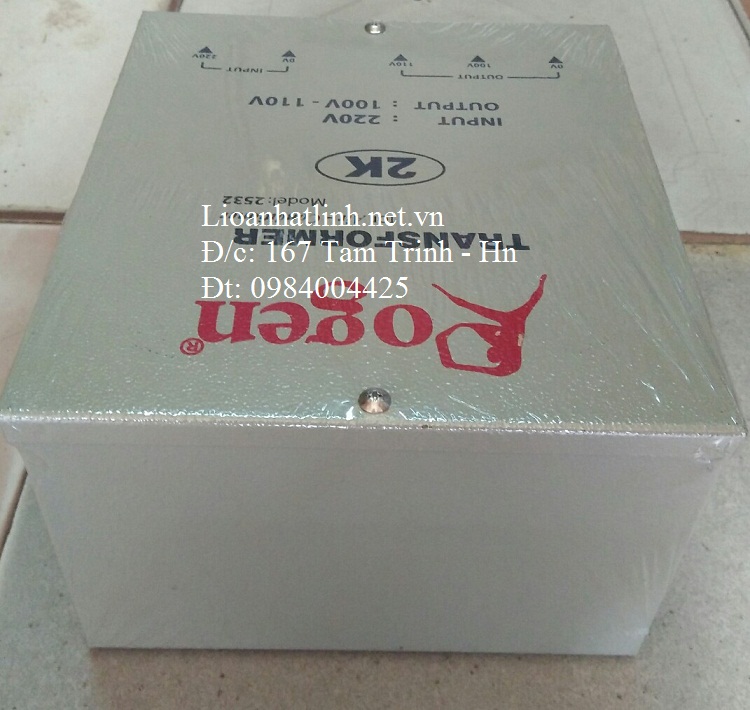 Rogen®
TRANSFORMER
Model: 2532
2K
INPUT : 220V
OUTPUT : 100V - 110V
0V 100V 110V 0V 220V
OUTPUT INPUT
Lioanhatlinh.net.vn
Đ/c: 167 Tam Trinh - Hn
Đt: 0984004425